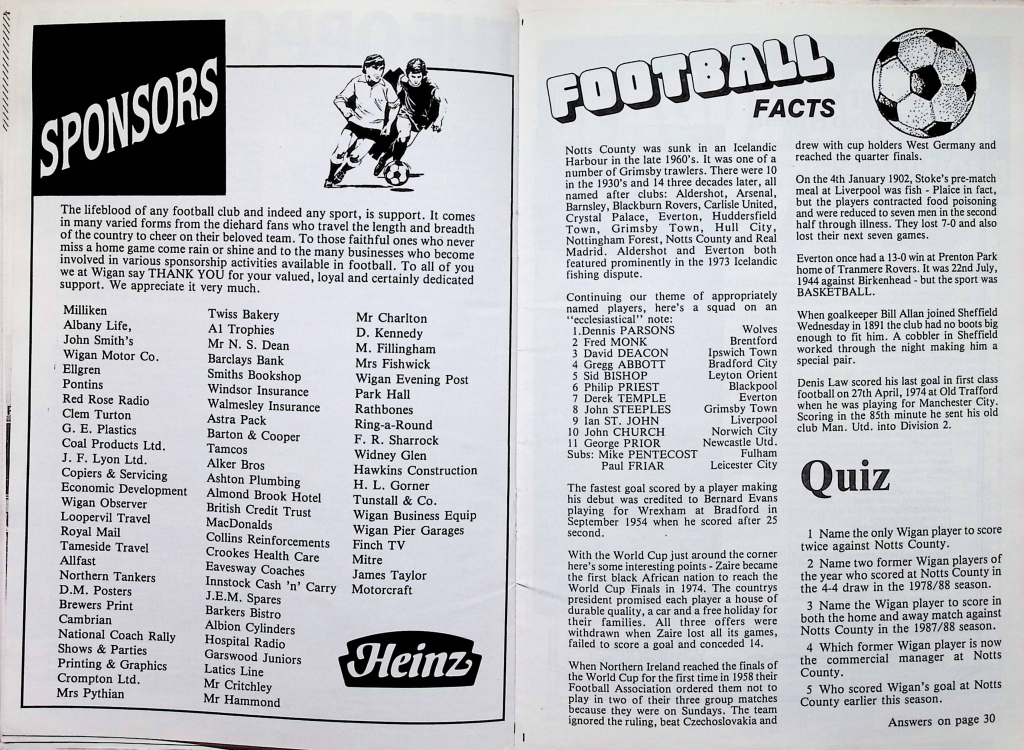 SPONSORS
The lifeblood of any football club and indeed any sport, is support. It comes
in many varied forms from the diehard fans who travel the length and breadth
of the country to cheer on their beloved team. To those faithful ones who never
miss a home game come rain or shine and to the many businesses who become
involved in various sponsorship activities available in football. To all of you
we at Wigan say THANK YOU for your valued, loyal and certainly dedicated
support. We appreciate it very much.
Milliken
Albany Life,
John Smith's
Wigan Motor Co.
Ellgren
Pontins
Red Rose Radio
Clem Turton
G. E. Plastics
Coal Products Ltd.
J. F. Lyon Ltd.
Copiers & Servicing
Economic Development
Wigan Observer
Loopervil Travel
Royal Mail
Tameside Travel
Allfast
Northern Tankers
D.M. Posters
Brewers Print
Cambrian
National Coach Rally
Shows & Parties
Printing & Graphics
Crompton Ltd.
Mrs Pythian
Twiss Bakery
A1 Trophies
Mr N. S. Dean
Barclays Bank
Smiths Bookshop
Windsor Insurance
Walmesley Insurance
Astra Pack
Barton & Cooper
Tamcos
Alker Bros
Ashton Plumbing
Almond Brook Hotel
British Credit Trust
MacDonalds
Collins Reinforcements
Crookes Health Care
Eavesway Coaches
Innstock Cash 'n' Carry
J.E.M. Spares
Barkers Bistro
Albion Cylinders
Hospital Radio
Garswood Juniors
Latics Line
Mr Critchley
Mr Hammond
Mr Charlton
D. Kennedy
M. Fillingham
Mrs Fishwick
Wigan Evening Post
Park Hall
Rathbones
Ring-a-Round
F. R. Sharrock
Widney Glen
Hawkins Construction
H. L. Gorner
Tunstall & Co.
Wigan Business Equip
Wigan Pier Garages
Finch TV
Mitre
James Taylor
Motorcraft
Heinz
FOOTBALL
FACTS
Notts County was sunk in an Icelandic
Harbour in the late 1960's. It was one of a
number of Grimsby trawlers. There were 10
in the 1930's and 14 three decades later, all
named after clubs: Aldershot, Arsenal,
Barnsley, Blackburn Rovers, Carlisle United,
Crystal Palace, Everton, Huddersfield
Town, Grimsby Town, Hull City,
Nottingham Forest, Notts County and Real
Madrid. Aldershot and Everton both
featured prominently in the 1973 Icelandic
fishing dispute.
Continuing our theme of appropriately
named players, here's a squad on an
"ecclesiastical" note:
1.Dennis PARSONS Wolves
2 Fred MONK Brentford
3 David DEACON Ipswich Town
4 Gregg ABBOTT Bradford City
5 Sid BISHOP Leyton Orient
6 Philip PRIEST Blackpool
7 Derek TEMPLE Everton
8 John STEEPLES Grimsby Town
9 Ian ST. JOHN Liverpool
10 John CHURCH Norwich City
11 George PRIOR Newcastle Utd.
Subs: Mike PENTECOST Fulham
Paul FRIAR Leicester City
The fastest goal scored by a player making
his debut was credited to Bernard Evans
playing for Wrexham at Bradford in
September 1954 when he scored after 25
second.
With the World Cup just around the corner
here's some interesting points - Zaire became
the first black African nation to reach the
World Cup Finals in 1974. The countrys
president promised each player a house of
durable quality, a car and a free holiday for
their families. All three offers were
withdrawn when Zaire lost all its games,
failed to score a goal and conceded 14.
When Northern Ireland reached the finals of
the World Cup for the first time in 1958 their
Football Association ordered them not to
play in two of their three group matches
because they were on Sundays. The team
ignored the ruling, beat Czechoslovakia and
drew with cup holders West Germany and
reached the quarter finals.
On the 4th January 1902, Stoke's pre-match
meal at Liverpool was fish - Plaice in fact,
but the players contracted food poisoning
and were reduced to seven men in the second
half through illness. They lost 7-0 and also
lost their next seven games.
Everton once had a 13-0 win at Prenton Park
home of Tranmere Rovers. It was 22nd July,
1944 against Birkenhead - but the sport was
BASKETBALL.
When goalkeeper Bill Allan joined Sheffield
Wednesday in 1891 the club had no boots big
enough to fit him. A cobbler in Sheffield
worked through the night making him a
special pair.
Denis Law scored his last goal in first class
football on 27th April, 1974 at Old Trafford
when he was playing for Manchester City.
Scoring in the 85th minute he sent his old
club Man. Utd. into Division 2.
Quiz
1 Name the only Wigan player to score
twice against Notts County.
2 Name two former Wigan players of
the year who scored at Notts County in
the 4-4 draw in the 1978/88 season.
3 Name the Wigan player to score in
both the home and away match against
Notts County in the 1987/88 season.
4 Which former Wigan player is now
the commercial manager at Notts
County.
5 Who scored Wigan's goal at Notts
County earlier this season.
Answers on page 30